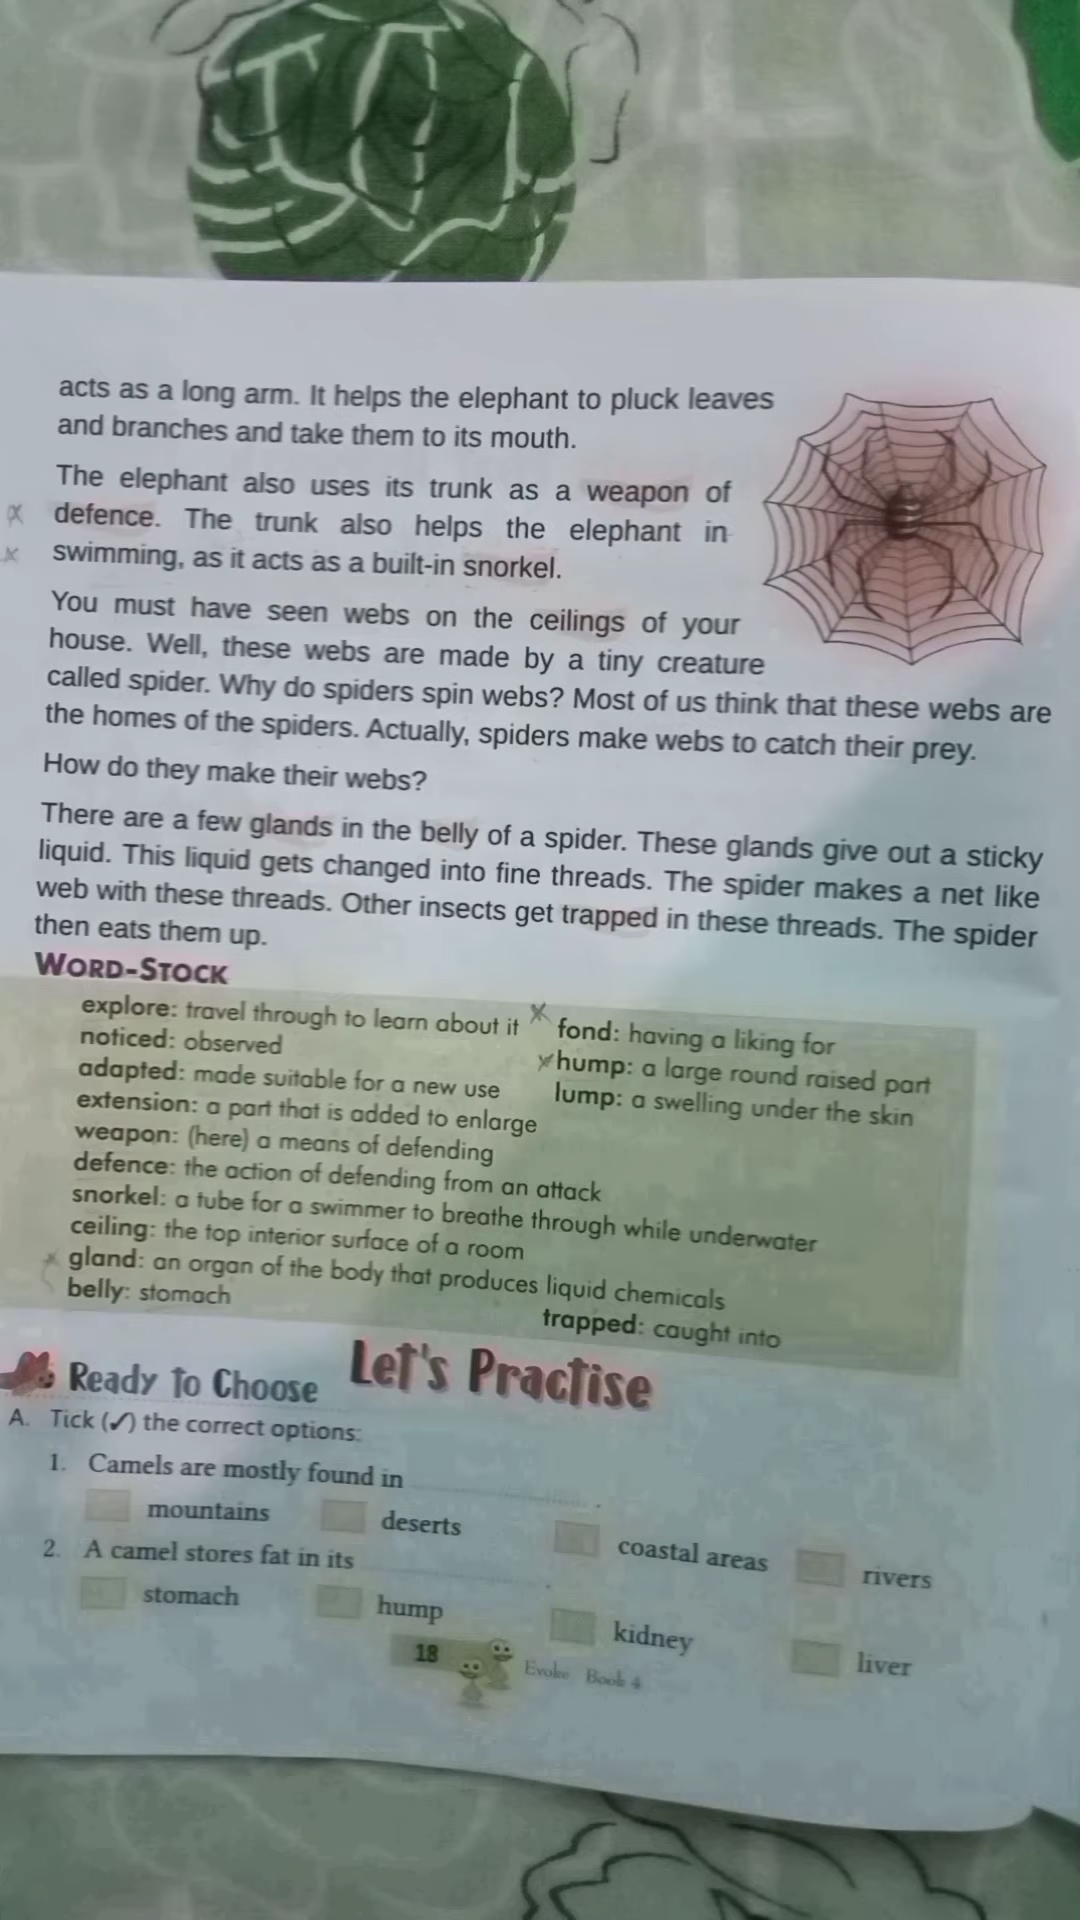 acts as a long arm. It helps the elephant to pluck leaves
and branches and take them to its mouth.
The elephant also uses its trunk as a weapon of
defence. The trunk also helps the elephant in
swimming, as it acts as a built-in snorkel.
You must have seen webs on the ceilings of your
house. Well, these webs are made by a tiny creature
called spider. Why do spiders spin webs? Most of us think that these webs are
the homes of the spiders. Actually, spiders make webs to catch their prey.
How do they make their webs?
There are a few glands in the belly of a spider. These glands give out a sticky
liquid. This liquid gets changed into fine threads. The spider makes a net like
web with these threads. Other insects get trapped in these threads. The spider
then eats them up.
WORD-STOCK
explore: travel through to learn about it
fond: having a liking for
noticed: observed
hump: a large round raised part
adapted: made suitable for a new use
lump: a swelling under the skin
extension: a part that is added to enlarge
weapon: (here) a means of defending
defence: the action of defending from an attack
snorkel: a tube for a swimmer to breathe through while underwater
ceiling: the top interior surface of a room
gland: an organ of the body that produces liquid chemicals
belly: stomach
trapped: caught into
Let's Practise
Ready To Choose
A. Tick (✓) the correct options:
1. Camels are mostly found in .
mountains deserts coastal areas rivers
2. A camel stores fat in its .
stomach hump kidney liver
18 Evoke Book 4